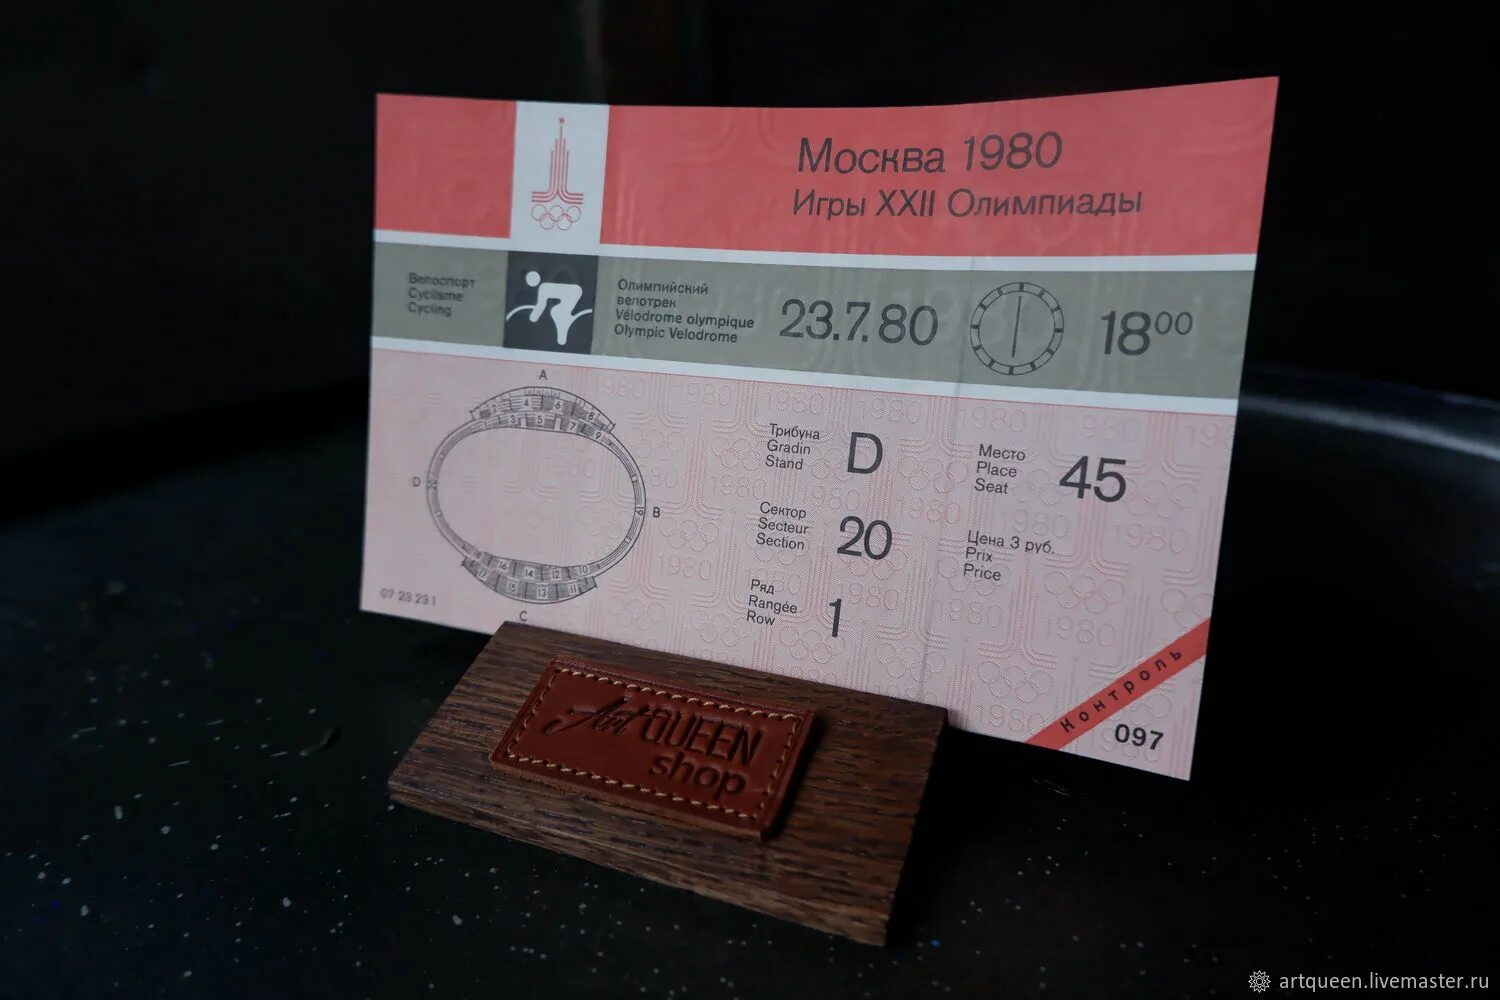 Москва 1980
Игры XXII Олимпиады
Велоспорт
Cyclisme
Cycling
Олимпийский
велотрек
Vélodrome olympique
Olympic Velodrome
23.7.80
18⁰⁰
A
D
B
C
07 23 23 1
Трибуна
Gradin
Stand
D
Место
Place
Seat
45
Сектор
Secteur
Section
20
Цена 3 руб.
Prix
Price
Ряд
Rangée
Row
1
Контроль
097
Art QUEEN
shop
artqueen.livemaster.ru